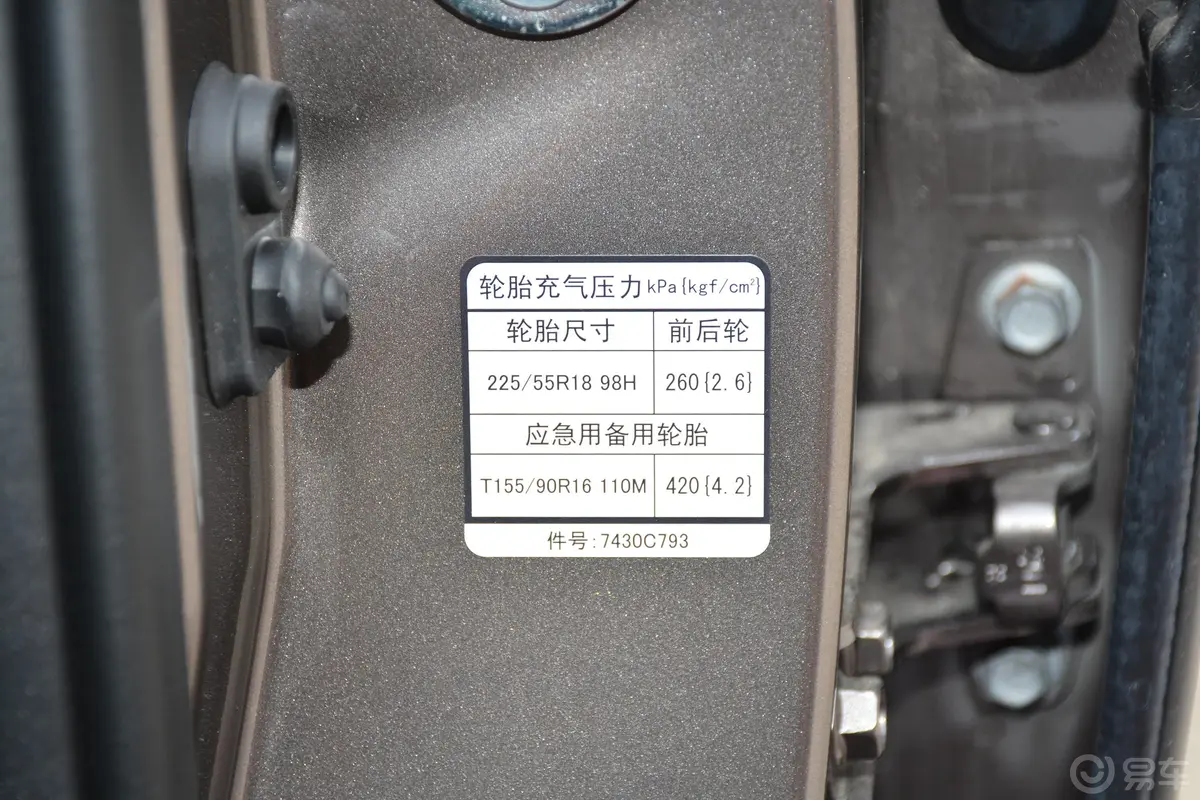 轮胎充气压力 kPa{kgf/cm²}
轮胎尺寸 前后轮
225/55R18 98H 260{2.6}
应急用备用轮胎
T155/90R16 110M 420{4.2}
件号:7430C793
易车